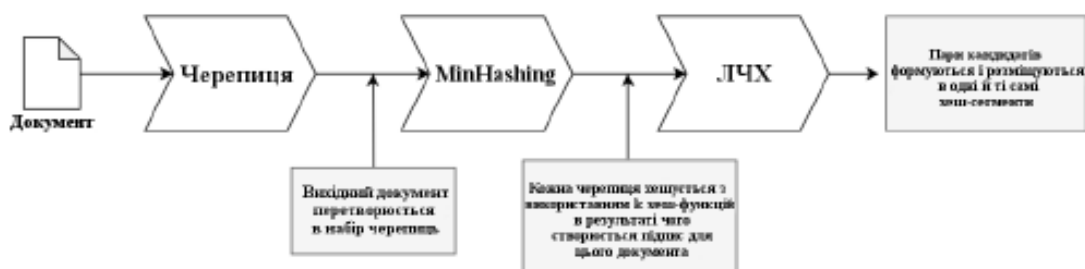 Документ
Черепиця
MinHashing
ЛЧХ
Пари кандидатів
формуються і розміщуються
в одні й ті самі
хеш-сегменти
Вихідний документ
перетворюється
в набір черепиць
Кожна черепиця хешується з
використанням k хеш-функцій
в результаті чого
створюється підпис для
цього документа